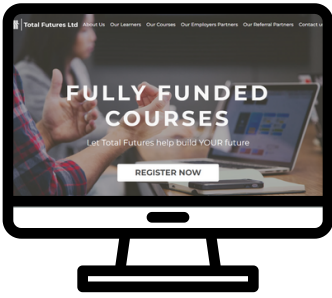 Total Futures Ltd About Us Our Learners Our Courses Our Employers Partners Our Referral Partners Contact us
FULLY FUNDED
COURSES
Let Total Futures help build YOUR future
REGISTER NOW